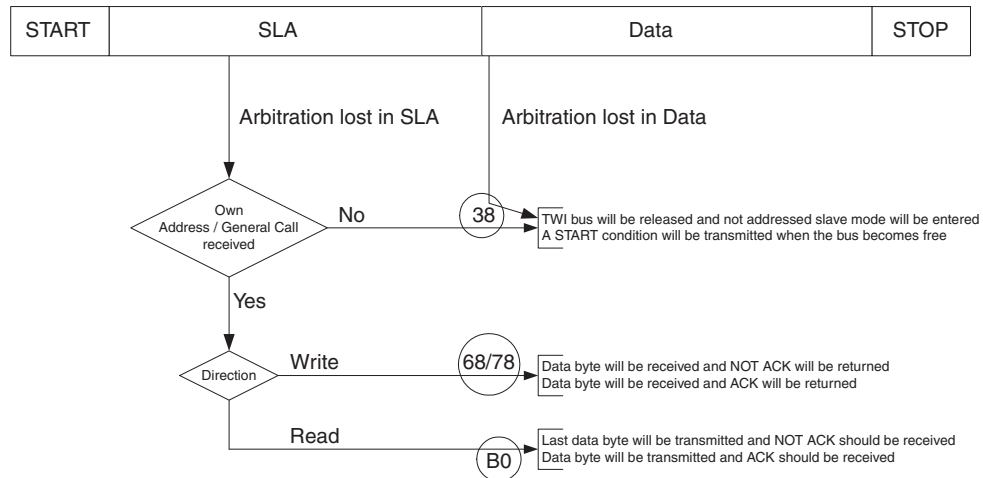 START SLA Data STOP
Arbitration lost in SLA Arbitration lost in Data
Own
Address / General Call
received
No
38
TWI bus will be released and not addressed slave mode will be entered
A START condition will be transmitted when the bus becomes free
Yes
Direction
Write
68/78
Data byte will be received and NOT ACK will be returned
Data byte will be received and ACK will be returned
Read
B0
Last data byte will be transmitted and NOT ACK should be received
Data byte will be transmitted and ACK should be received